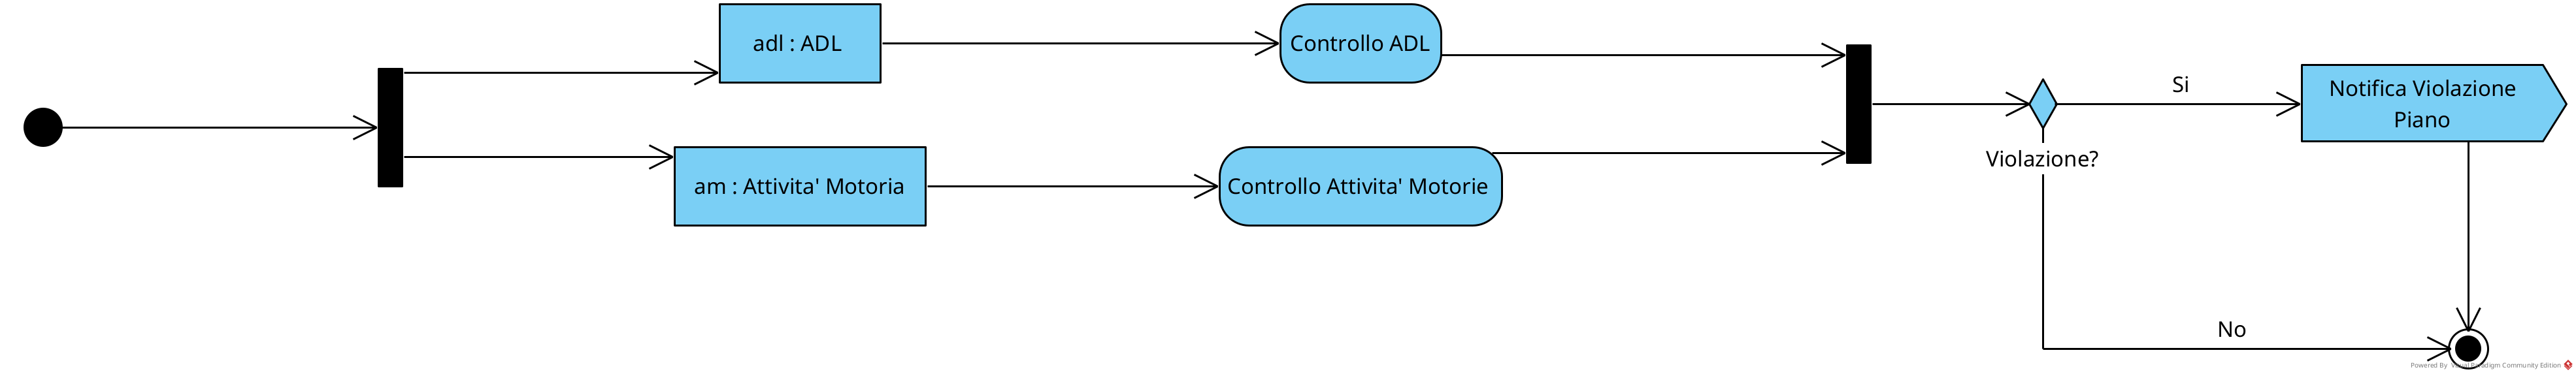 adl : ADL
Controllo ADL
Si
Notifica Violazione
Piano
Violazione?
am : Attivita' Motoria
Controllo Attivita' Motorie
No
Powered By Visual Paradigm Community Edition